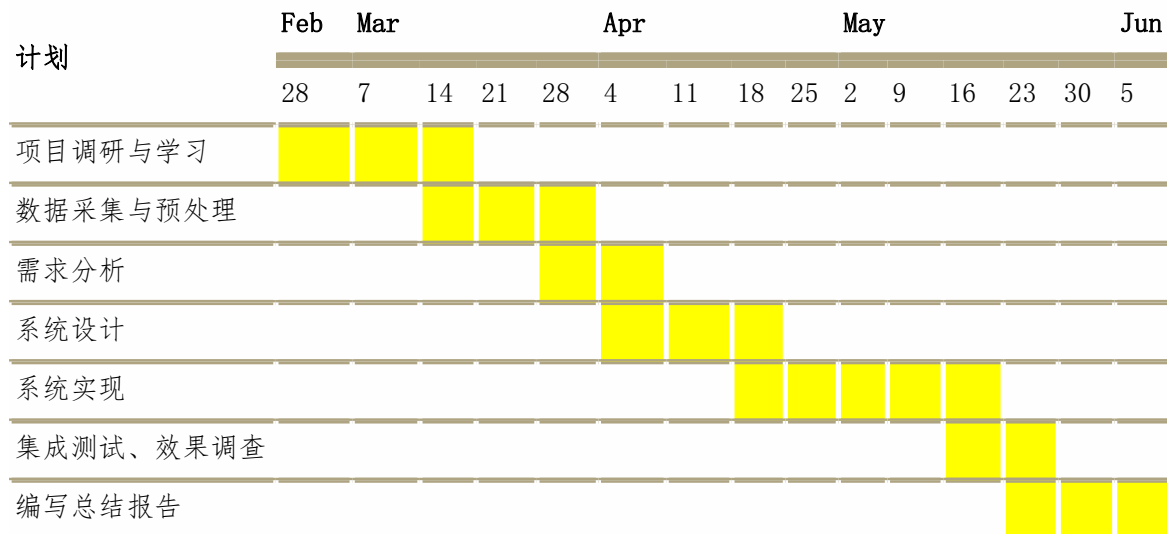 Feb Mar Apr May Jun
计划
28 7 14 21 28 4 11 18 25 2 9 16 23 30 5
项目调研与学习
数据采集与预处理
需求分析
系统设计
系统实现
集成测试、效果调查
编写总结报告